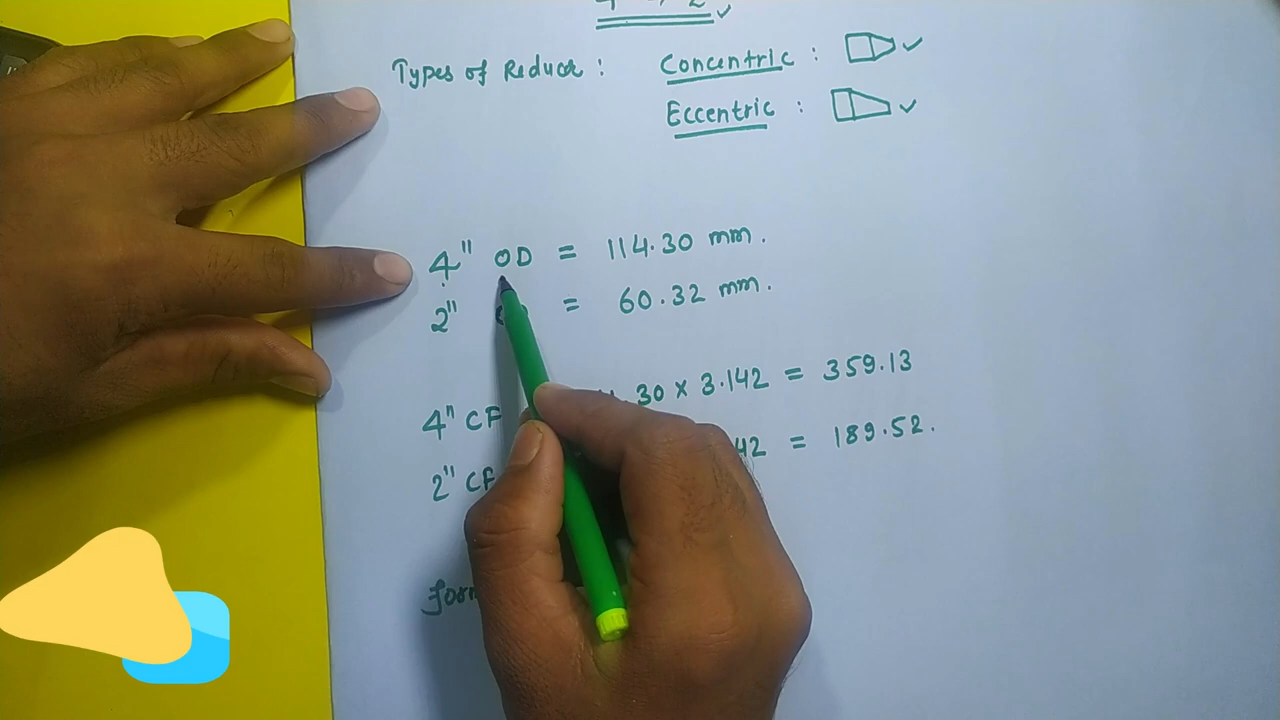 Types of Reducr : Concentric :
Eccentric :
4" OD = 114.30 mm.
2" = 60.32 mm.
4" CF .30 x 3.142 = 359.13
2" CF 42 = 189.52.